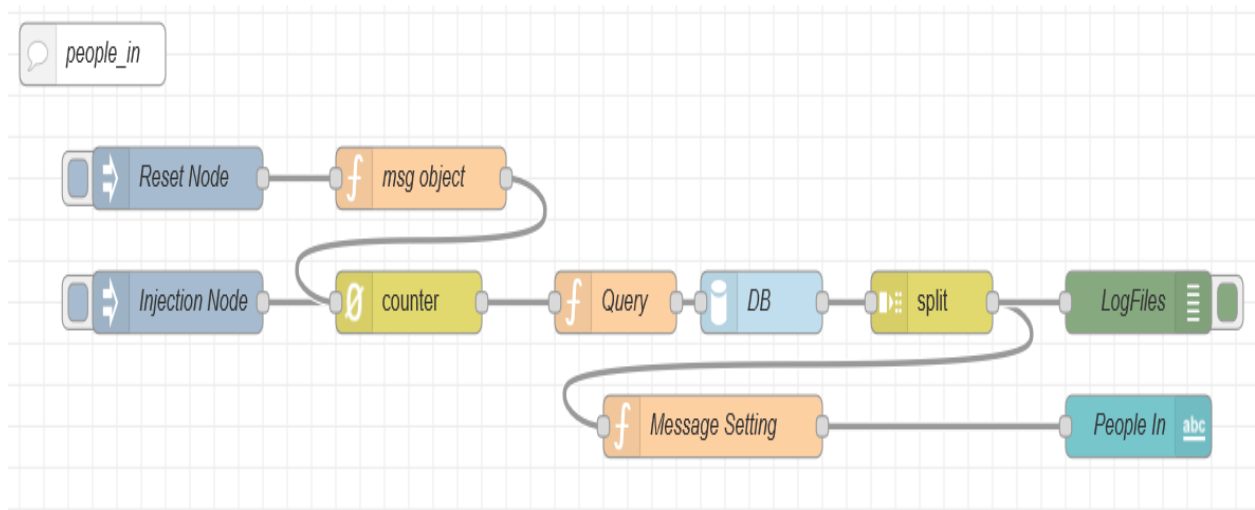 people_in
Reset Node
msg object
Injection Node
counter
Query
DB
split
LogFiles
Message Setting
People In
abc